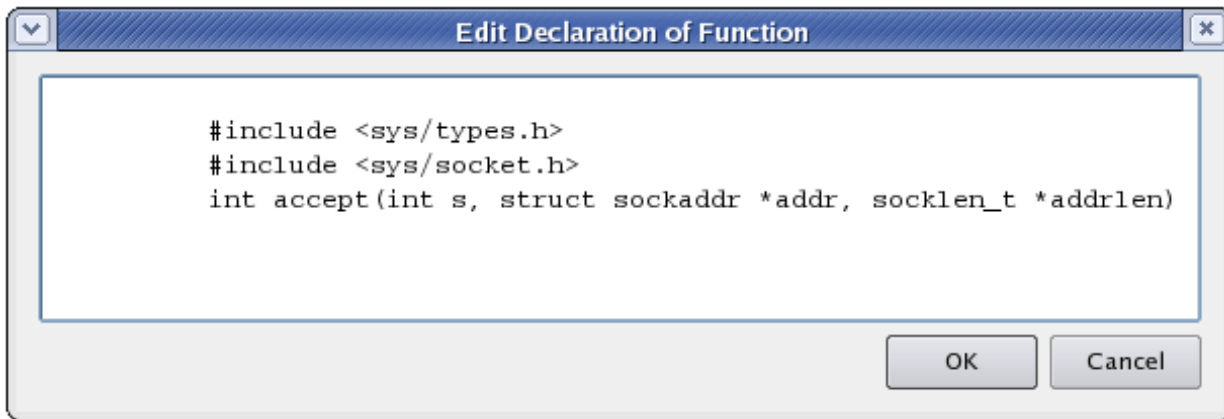 Edit Declaration of Function
#include <sys/types.h>
#include <sys/socket.h>
int accept(int s, struct sockaddr *addr, socklen_t *addrlen)
OK
Cancel